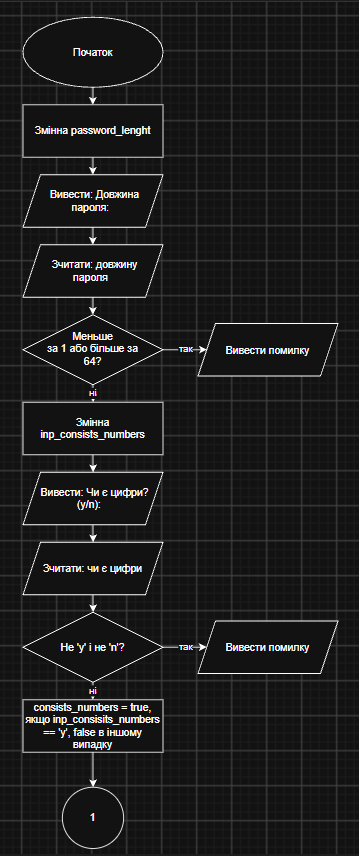 Початок
Змінна password_lenght
Вивести: Довжина
пароля:
Зчитати: довжину
пароля
Меньше
за 1 або більше за
64?
так
Вивести помилку
ні
Змінна
inp_consists_numbers
Вивести: Чи є цифри?
(y/n):
Зчитати: чи є цифри
Не 'y' і не 'n'?
так
Вивести помилку
ні
consists_numbers = true,
якщо inp_consisits_numbers
== 'y', false в іншому
випадку
1